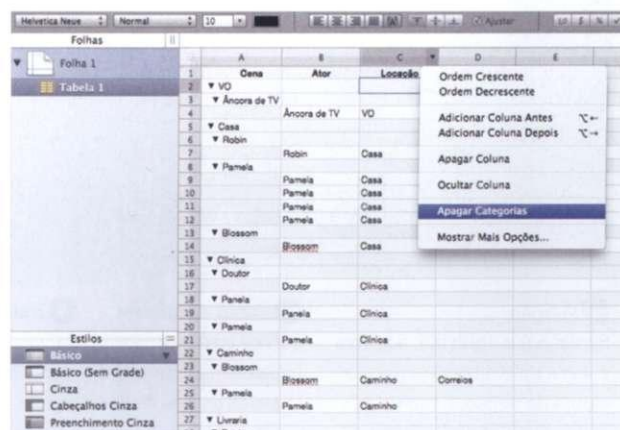 Helvetica Neue Normal 10 Ajustar
Folhas
Folha 1
Tabela 1
A B C D E
1 Cena Ator Locação
2 VO
3 Âncora de TV
4 Âncora de TV VO
5 Casa
6 Robin
7 Robin Casa
8 Pamela
9 Pamela Casa
10 Pamela Casa
11 Pamela Casa
12 Pamela Casa
13 Blossom
14 Blossom Casa
15 Clínica
16 Doutor
17 Doutor Clínica
18 Panela
19 Panela Clínica
20 Pamela
21 Pamela Clínica
22 Caminho
23 Blossom
24 Blossom Caminho Correios
25 Pamela
26 Pamela Caminho
27 Livraria
Ordem Crescente
Ordem Decrescente
Adicionar Coluna Antes ⌥←
Adicionar Coluna Depois ⌥→
Apagar Coluna
Ocultar Coluna
Apagar Categorias
Mostrar Mais Opções...
Estilos
Básico
Básico (Sem Grade)
Cinza
Cabeçalhos Cinza
Preenchimento Cinza